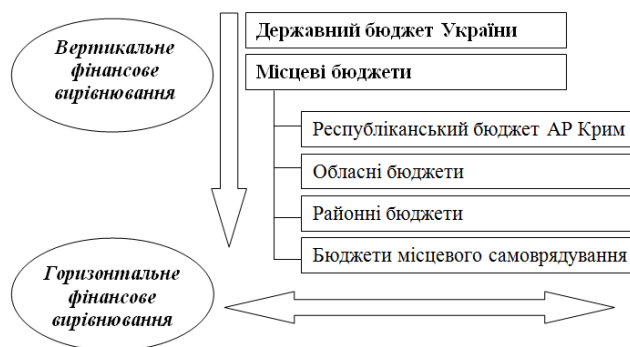 Вертикальне
фінансове
вирівнювання
Державний бюджет України
Місцеві бюджети
Республіканський бюджет АР Крим
Обласні бюджети
Районні бюджети
Бюджети місцевого самоврядування
Горизонтальне
фінансове
вирівнювання